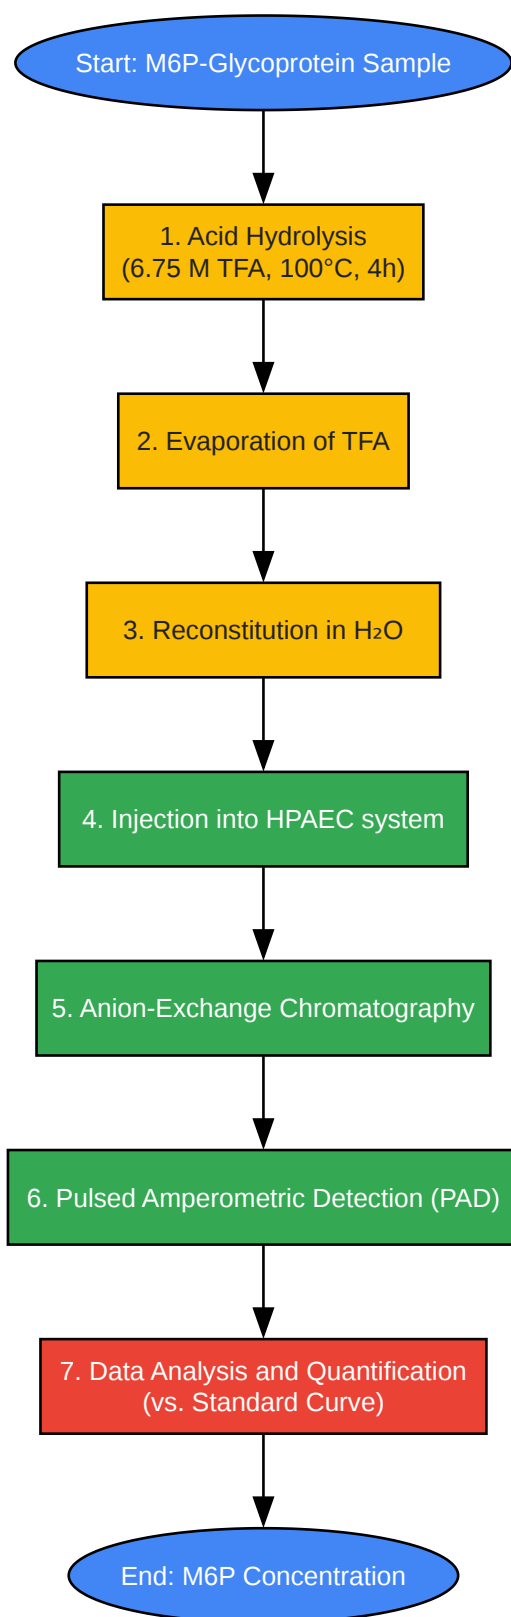 Start: M6P-Glycoprotein Sample
1. Acid Hydrolysis
(6.75 M TFA, 100°C, 4h)
2. Evaporation of TFA
3. Reconstitution in H₂O
4. Injection into HPAEC system
5. Anion-Exchange Chromatography
6. Pulsed Amperometric Detection (PAD)
7. Data Analysis and Quantification
(vs. Standard Curve)
End: M6P Concentration